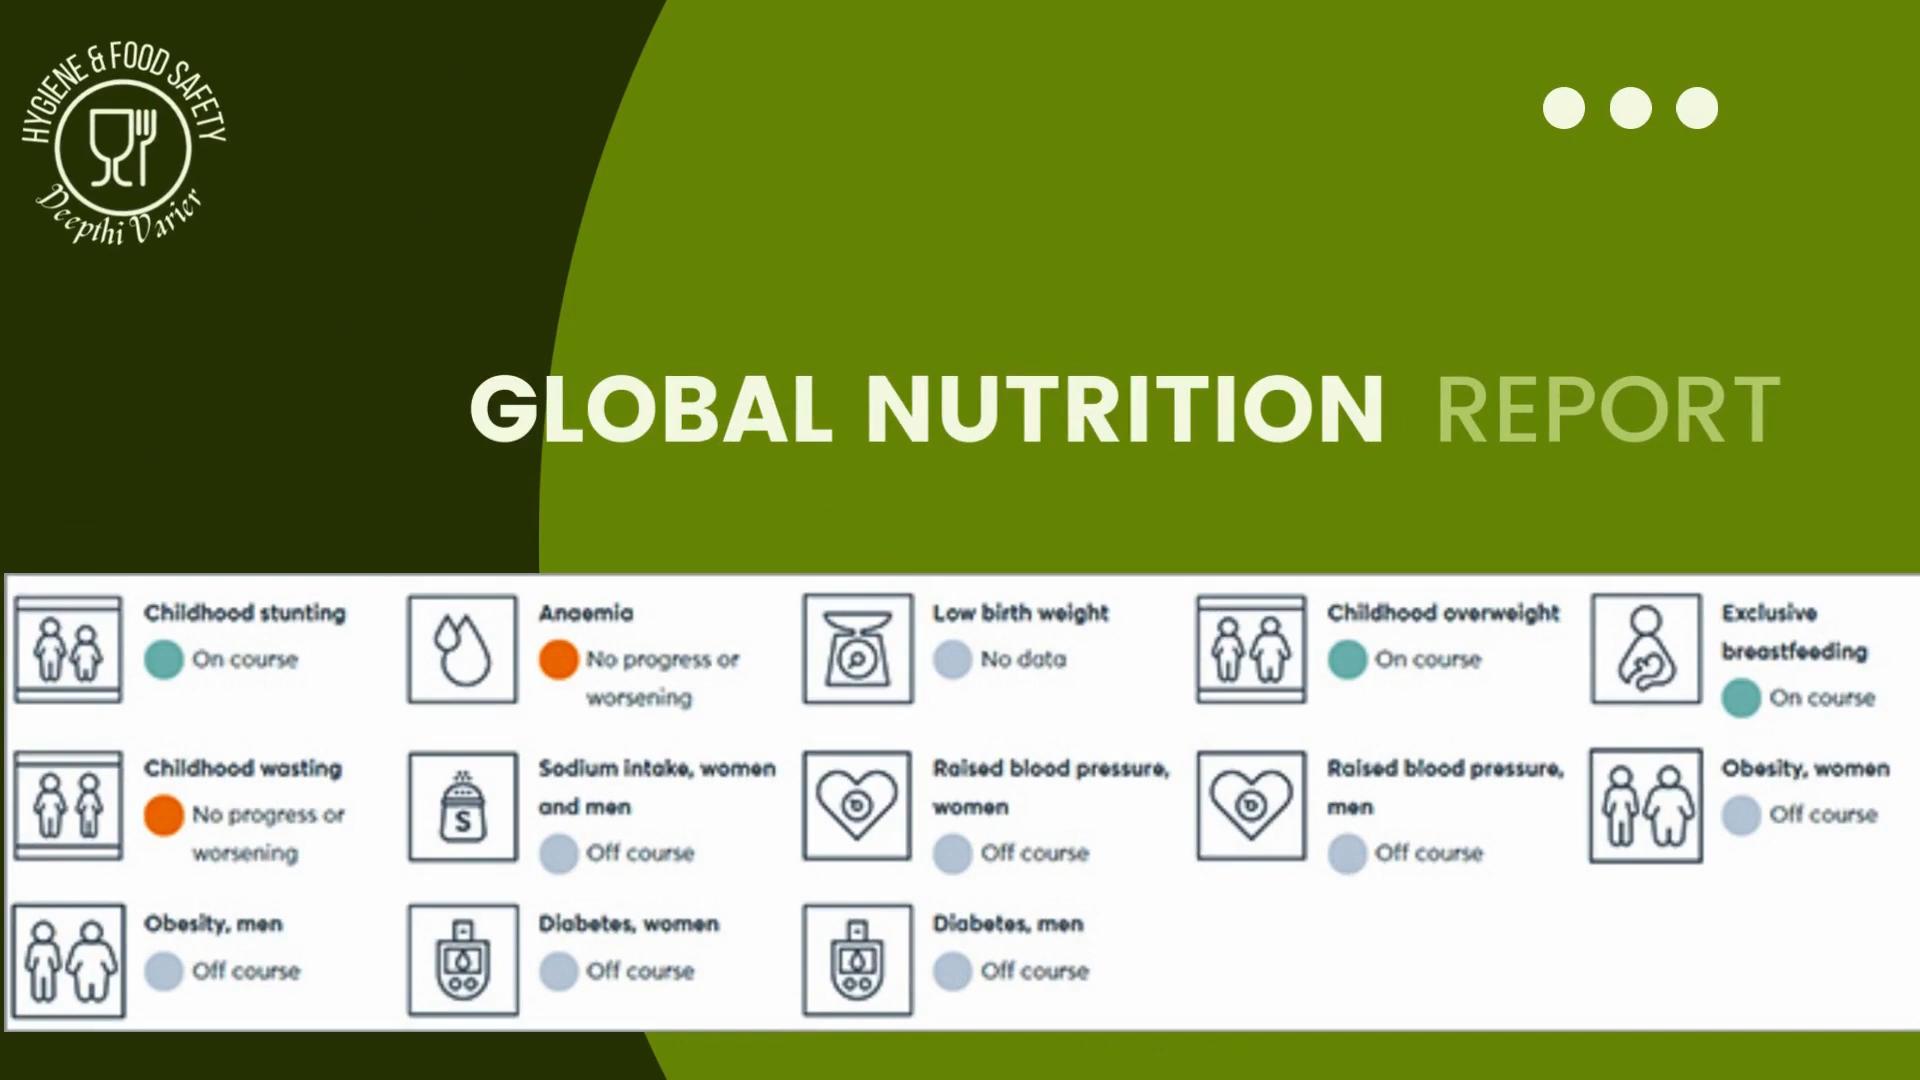 HYGIENE & FOOD SAFETY
Deepthi Varier
GLOBAL NUTRITION REPORT
Childhood stunting
On course
Anaemia
No progress or
worsening
Low birth weight
No data
Childhood overweight
On course
Exclusive
breastfeeding
On course
Childhood wasting
No progress or
worsening
Sodium intake, women
and men
S
Off course
Raised blood pressure,
women
Off course
Raised blood pressure,
men
Off course
Obesity, women
Off course
Obesity, men
Off course
Diabetes, women
Off course
Diabetes, men
Off course